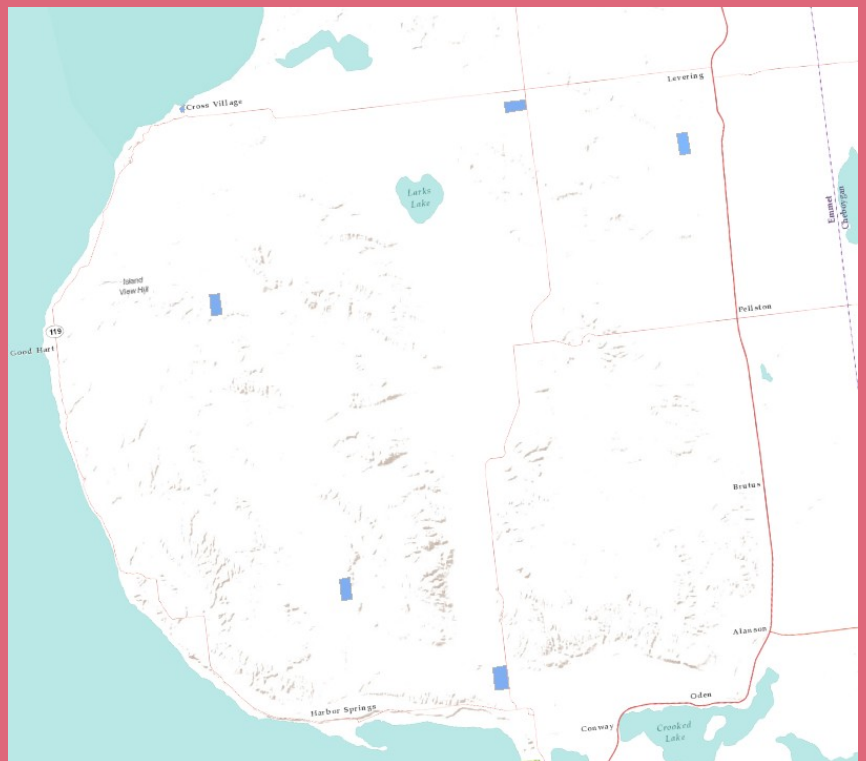 Levering
Cross Village
Larks
Lake
Emmet
Cheboygan
Island
View Hill
Pellston
119
Good Hart
Brutus
Alanson
Oden
Harbor Springs
Conway
Crooked
Lake